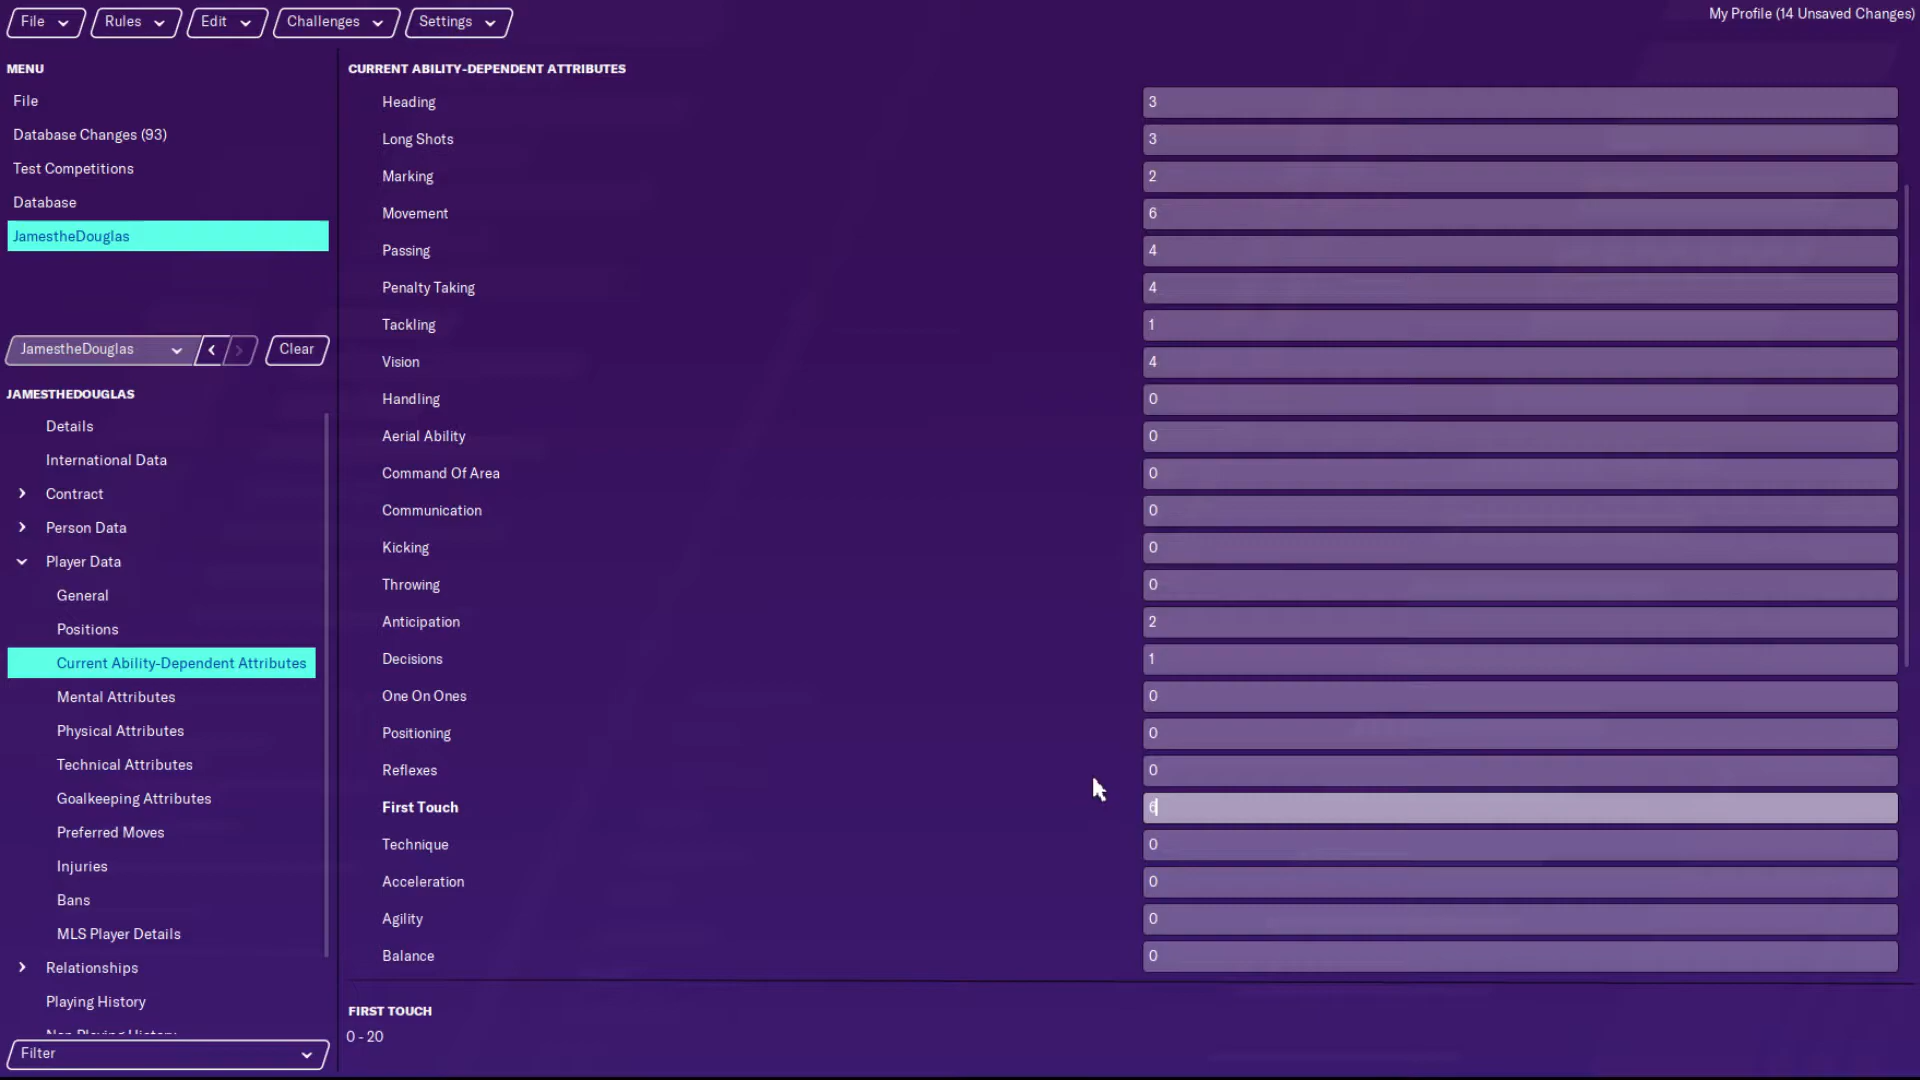 File
Rules
Edit
Challenges
Settings
My Profile (14 Unsaved Changes)
MENU
File
Database Changes (93)
Test Competitions
Database
JamestheDouglas
JamestheDouglas
Clear
JAMESTHEDOUGLAS
Details
International Data
Contract
Person Data
Player Data
General
Positions
Current Ability-Dependent Attributes
Mental Attributes
Physical Attributes
Technical Attributes
Goalkeeping Attributes
Preferred Moves
Injuries
Bans
MLS Player Details
Relationships
Playing History
Filter
CURRENT ABILITY-DEPENDENT ATTRIBUTES
Heading 3
Long Shots 3
Marking 2
Movement 6
Passing 4
Penalty Taking 4
Tackling 1
Vision 4
Handling 0
Aerial Ability 0
Command Of Area 0
Communication 0
Kicking 0
Throwing 0
Anticipation 2
Decisions 1
One On Ones 0
Positioning 0
Reflexes 0
First Touch 6
Technique 0
Acceleration 0
Agility 0
Balance 0
FIRST TOUCH
0 - 20